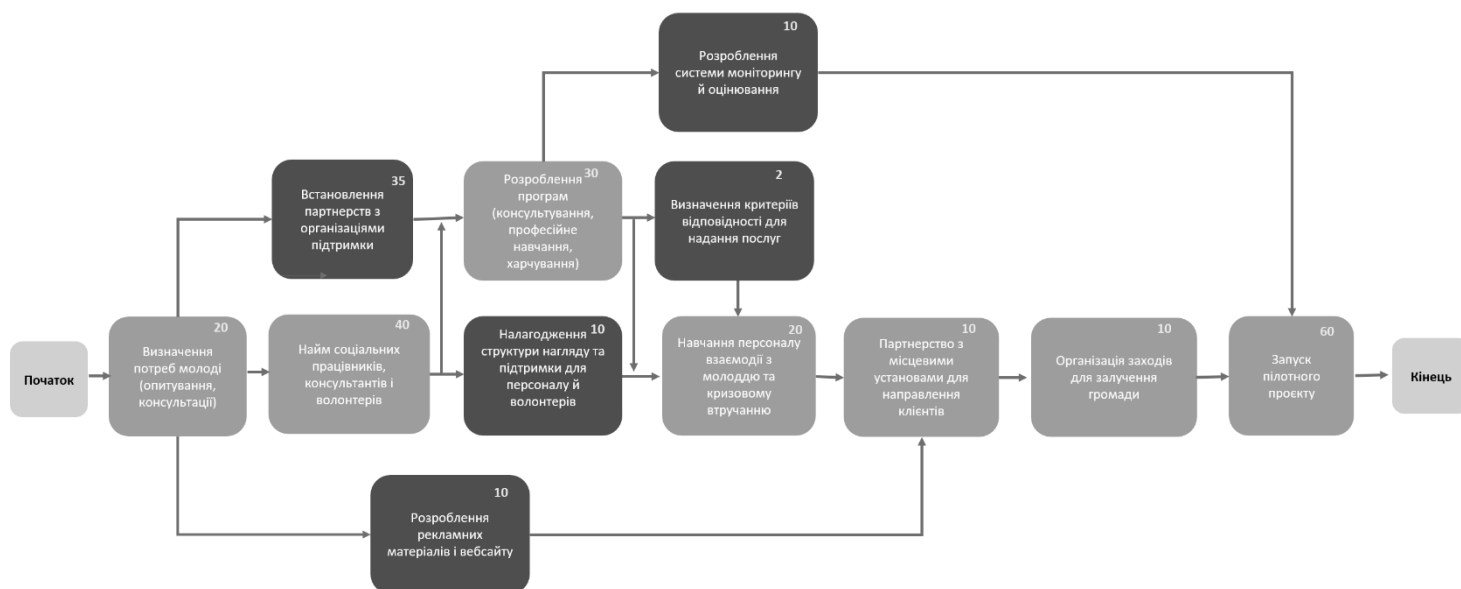 10
Розроблення
системи моніторингу
й оцінювання
35
Встановлення
партнерств з
організаціями
підтримки
30
Розроблення
програм
(консультування,
професійне
навчання,
харчування)
2
Визначення критеріїв
відповідності для
надання послуг
Початок
20
Визначення
потреб молоді
(опитування,
консультації)
40
Найм соціальних
працівників,
консультантів і
волонтерів
10
Налагодження
структури нагляду та
підтримки для
персоналу й
волонтерів
20
Навчання персоналу
взаємодії з
молоддю та
кризовому
втручанню
10
Партнерство з
місцевими
установами для
направлення
клієнтів
10
Організація заходів
для залучення
громади
60
Запуск
пілотного
проєкту
Кінець
10
Розроблення
рекламних
матеріалів і вебсайту